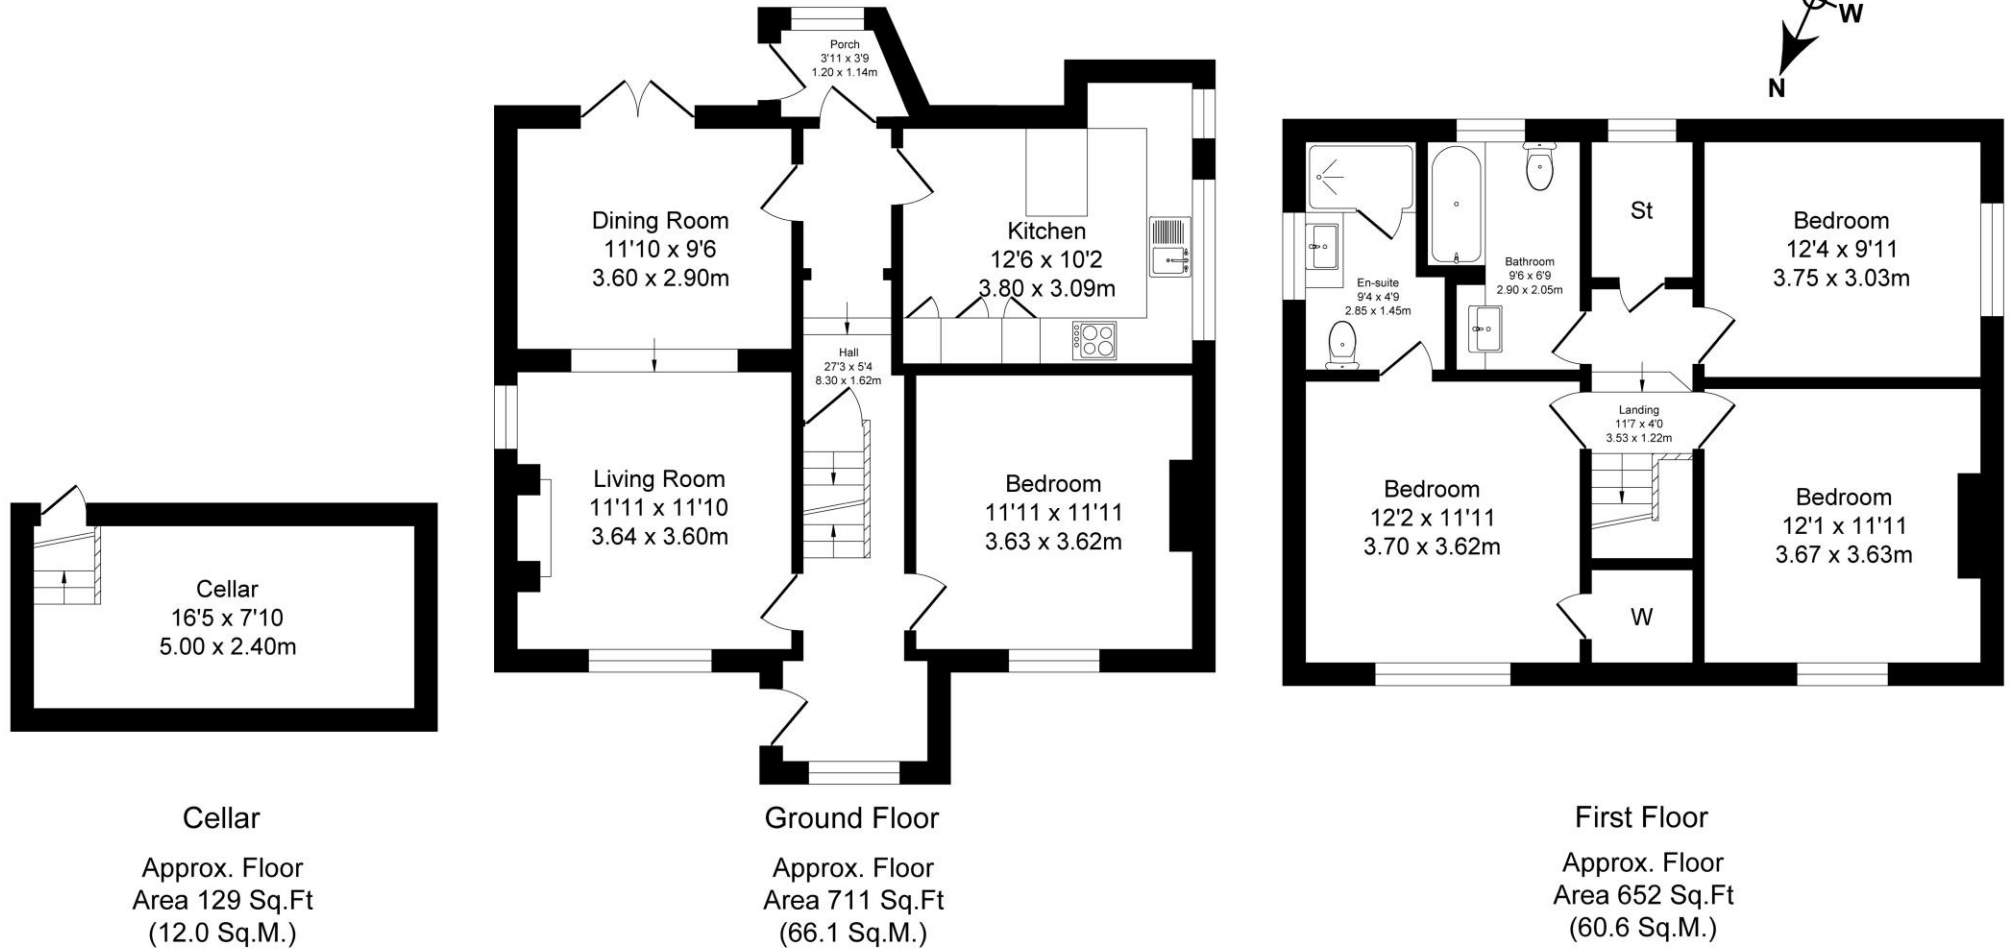 W
N
Porch
3'11 x 3'9
1.20 x 1.14m
Dining Room
11'10 x 9'6
3.60 x 2.90m
Kitchen
12'6 x 10'2
3.80 x 3.09m
Hall
27'3 x 5'4
8.30 x 1.62m
Living Room
11'11 x 11'10
3.64 x 3.60m
Bedroom
11'11 x 11'11
3.63 x 3.62m
Cellar
16'5 x 7'10
5.00 x 2.40m
St
Bedroom
12'4 x 9'11
3.75 x 3.03m
Bathroom
9'6 x 6'9
2.90 x 2.05m
En-suite
9'4 x 4'9
2.85 x 1.45m
Landing
11'7 x 4'0
3.53 x 1.22m
Bedroom
12'2 x 11'11
3.70 x 3.62m
Bedroom
12'1 x 11'11
3.67 x 3.63m
W
Cellar
Approx. Floor
Area 129 Sq.Ft
(12.0 Sq.M.)
Ground Floor
Approx. Floor
Area 711 Sq.Ft
(66.1 Sq.M.)
First Floor
Approx. Floor
Area 652 Sq.Ft
(60.6 Sq.M.)